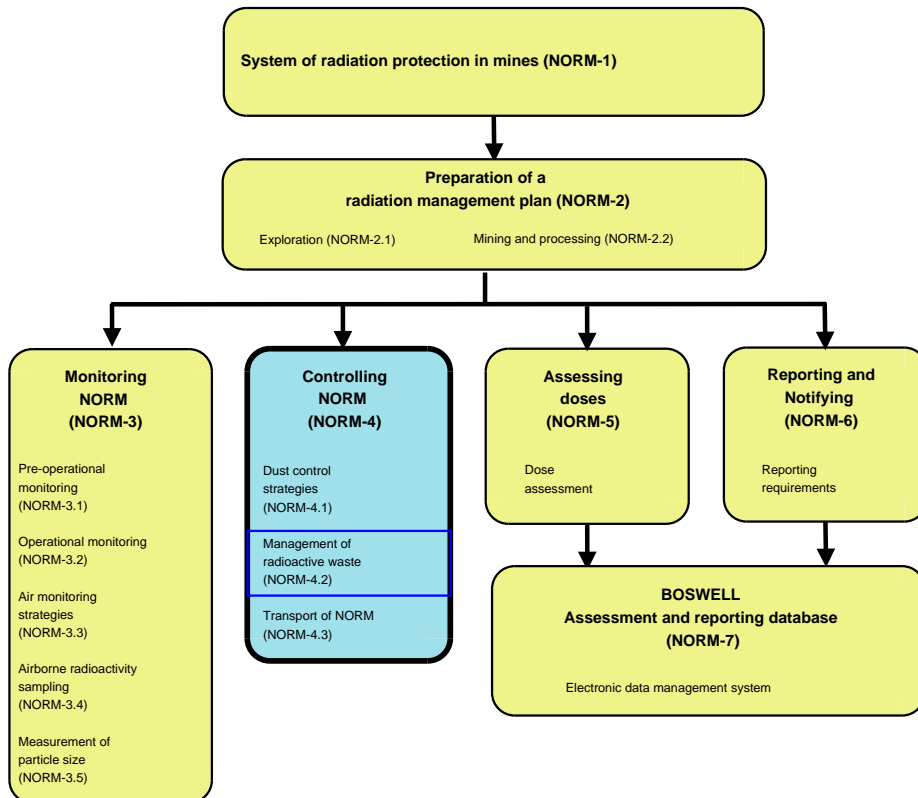 System of radiation protection in mines (NORM-1)
Preparation of a
radiation management plan (NORM-2)
Exploration (NORM-2.1)
Mining and processing (NORM-2.2)
Monitoring
NORM
(NORM-3)
Pre-operational
monitoring
(NORM-3.1)
Operational monitoring
(NORM-3.2)
Air monitoring
strategies
(NORM-3.3)
Airborne radioactivity
sampling
(NORM-3.4)
Measurement of
particle size
(NORM-3.5)
Controlling
NORM
(NORM-4)
Dust control
strategies
(NORM-4.1)
Management of
radioactive waste
(NORM-4.2)
Transport of NORM
(NORM-4.3)
Assessing
doses
(NORM-5)
Dose
assessment
Reporting and
Notifying
(NORM-6)
Reporting
requirements
BOSWELL
Assessment and reporting database
(NORM-7)
Electronic data management system